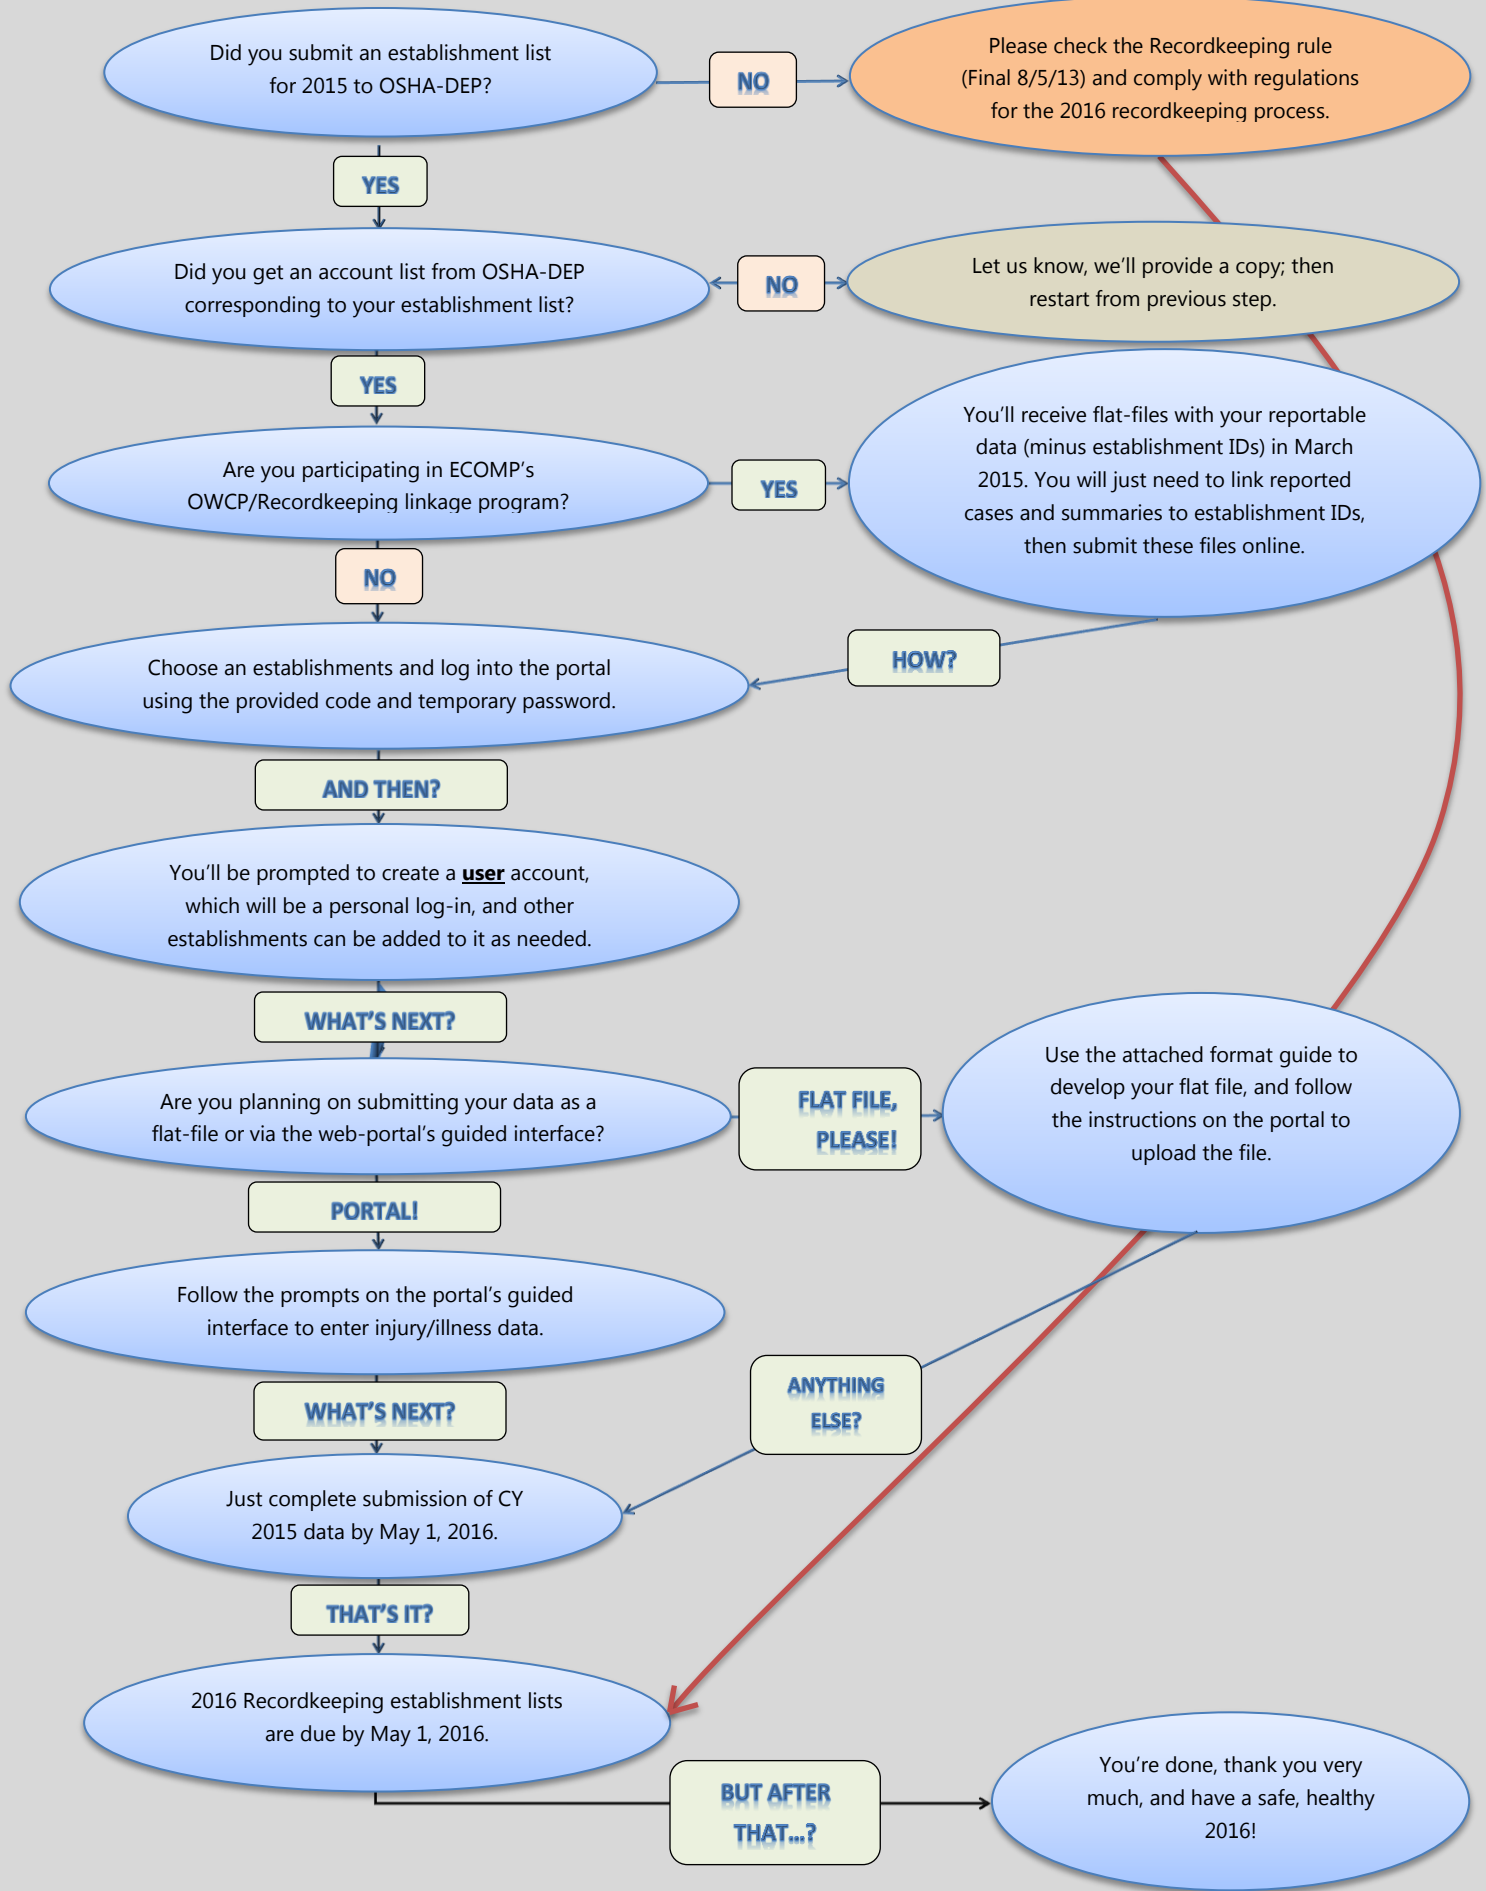 Did you submit an establishment list
for 2015 to OSHA-DEP?
NO
Please check the Recordkeeping rule
(Final 8/5/13) and comply with regulations
for the 2016 recordkeeping process.
YES
Did you get an account list from OSHA-DEP
corresponding to your establishment list?
NO
Let us know, we'll provide a copy; then
restart from previous step.
YES
Are you participating in ECOMP's
OWCP/Recordkeeping linkage program?
YES
You'll receive flat-files with your reportable
data (minus establishment IDs) in March
2015. You will just need to link reported
cases and summaries to establishment IDs,
then submit these files online.
NO
HOW?
Choose an establishments and log into the portal
using the provided code and temporary password.
AND THEN?
You'll be prompted to create a user account,
which will be a personal log-in, and other
establishments can be added to it as needed.
WHAT'S NEXT?
Are you planning on submitting your data as a
flat-file or via the web-portal's guided interface?
FLAT FILE,
PLEASE!
Use the attached format guide to
develop your flat file, and follow
the instructions on the portal to
upload the file.
PORTAL!
Follow the prompts on the portal's guided
interface to enter injury/illness data.
WHAT'S NEXT?
ANYTHING
ELSE?
Just complete submission of CY
2015 data by May 1, 2016.
THAT'S IT?
2016 Recordkeeping establishment lists
are due by May 1, 2016.
BUT AFTER
THAT...?
You're done, thank you very
much, and have a safe, healthy
2016!